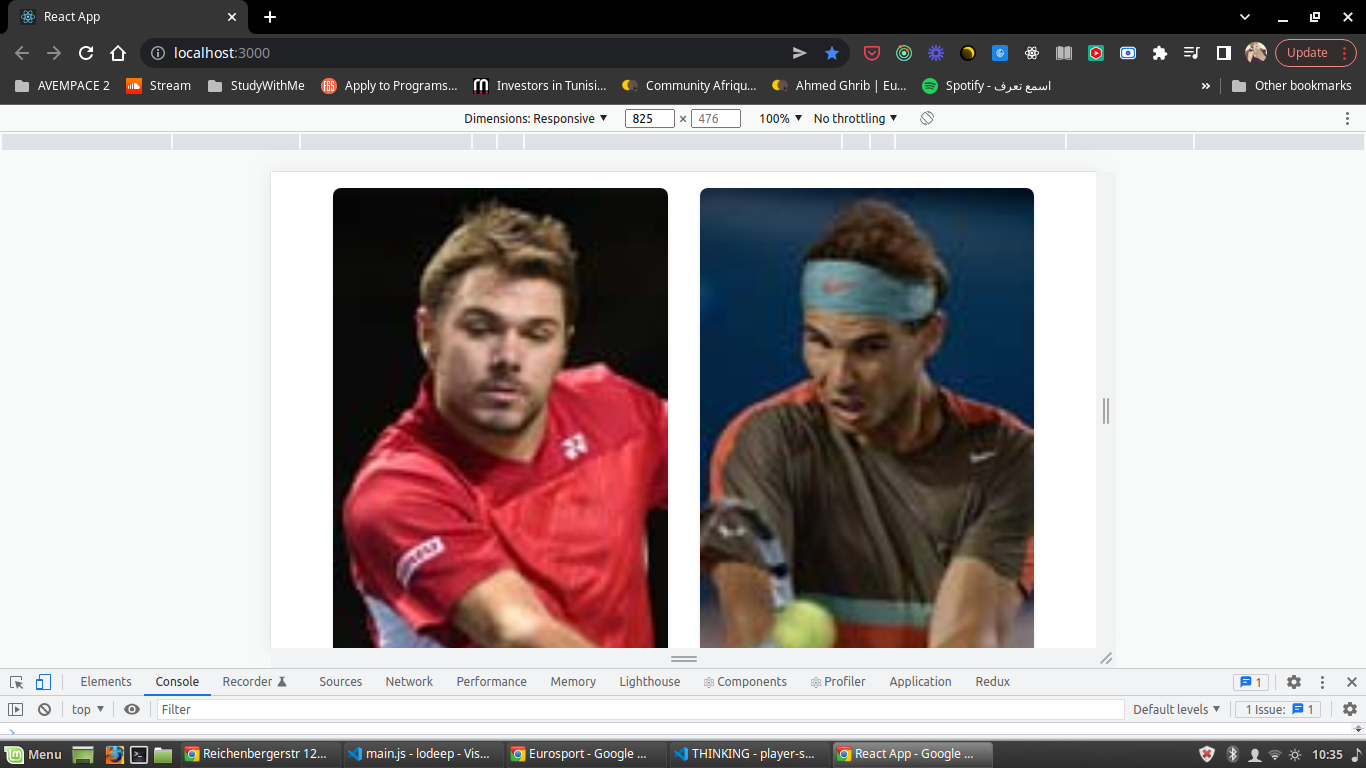 React App
localhost:3000
Update
AVEMPACE 2
Stream
StudyWithMe
Apply to Programs...
Investors in Tunisi...
Community Afriqu...
Ahmed Ghrib | Eu...
Spotify - اسمع تعرف
»
Other bookmarks
Dimensions: Responsive
825 × 476
100%
No throttling
Elements
Console
Recorder
Sources
Network
Performance
Memory
Lighthouse
Components
Profiler
Application
Redux
1
top
Filter
Default levels
1 Issue: 1
Menu
Reichenbergerstr 12...
main.js - lodeep - Vis...
Eurosport - Google ...
THINKING - player-s...
React App - Google ...
10:35